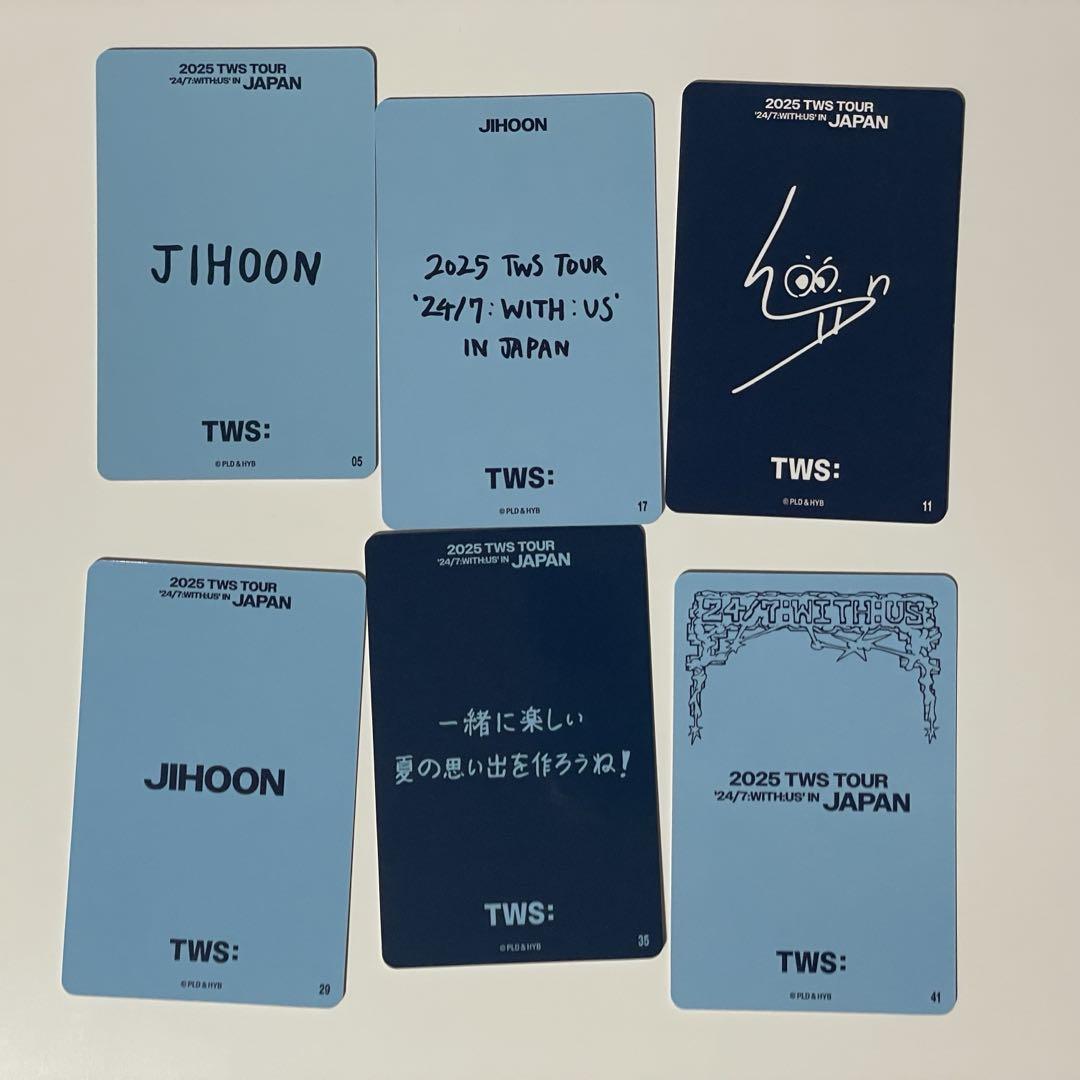 2025 TWS TOUR
'24/7:WITH:US' IN JAPAN
JIHOON
TWS:
© PLD & HYB
05
JIHOON
2025 TWS TOUR
'24/7:WITH:US'
IN JAPAN
TWS:
© PLD & HYB
17
2025 TWS TOUR
'24/7:WITH:US' IN JAPAN
TWS:
© PLD & HYB
11
2025 TWS TOUR
'24/7:WITH:US' IN JAPAN
JIHOON
TWS:
© PLD & HYB
29
2025 TWS TOUR
'24/7:WITH:US' IN JAPAN
一緒に楽しい
夏の思い出を作ろうね!
TWS:
© PLD & HYB
35
24/7:WITH:US
2025 TWS TOUR
'24/7:WITH:US' IN JAPAN
TWS:
© PLD & HYB
41